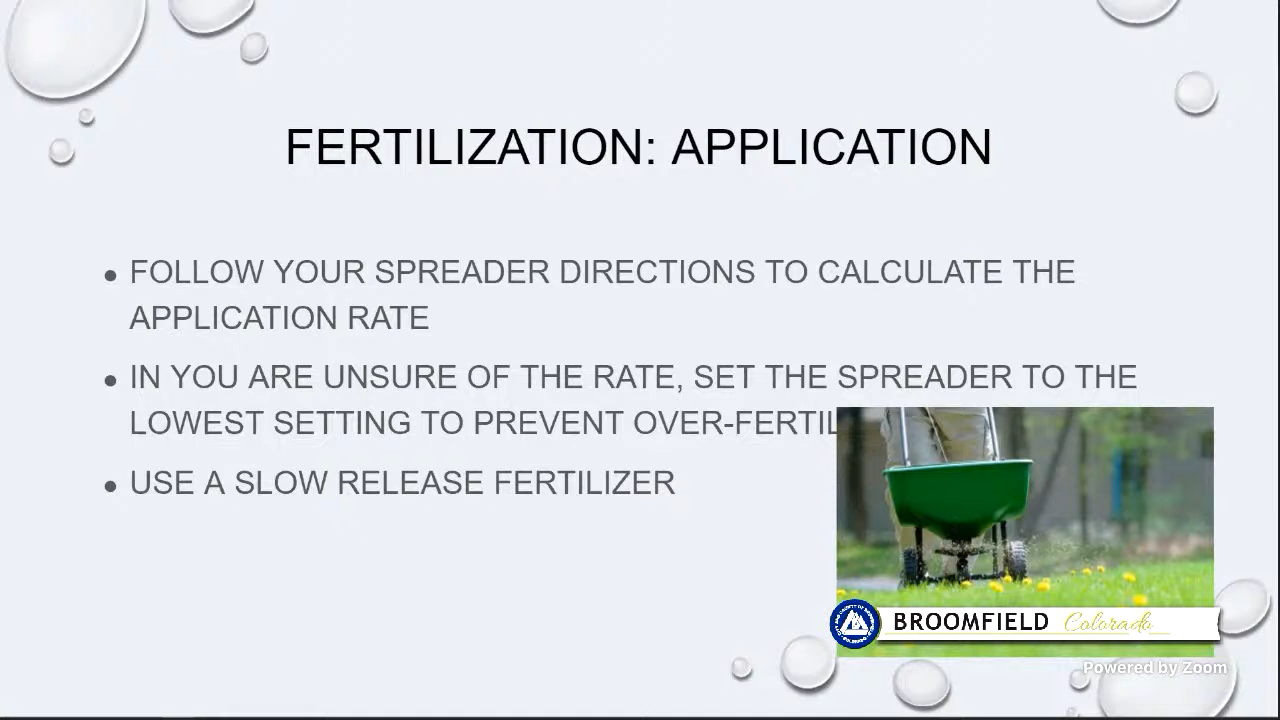 FERTILIZATION: APPLICATION
• FOLLOW YOUR SPREADER DIRECTIONS TO CALCULATE THE
APPLICATION RATE
• IN YOU ARE UNSURE OF THE RATE, SET THE SPREADER TO THE
LOWEST SETTING TO PREVENT OVER-FERTIL
• USE A SLOW RELEASE FERTILIZER
BROOMFIELD Colorado
Powered by Zoom